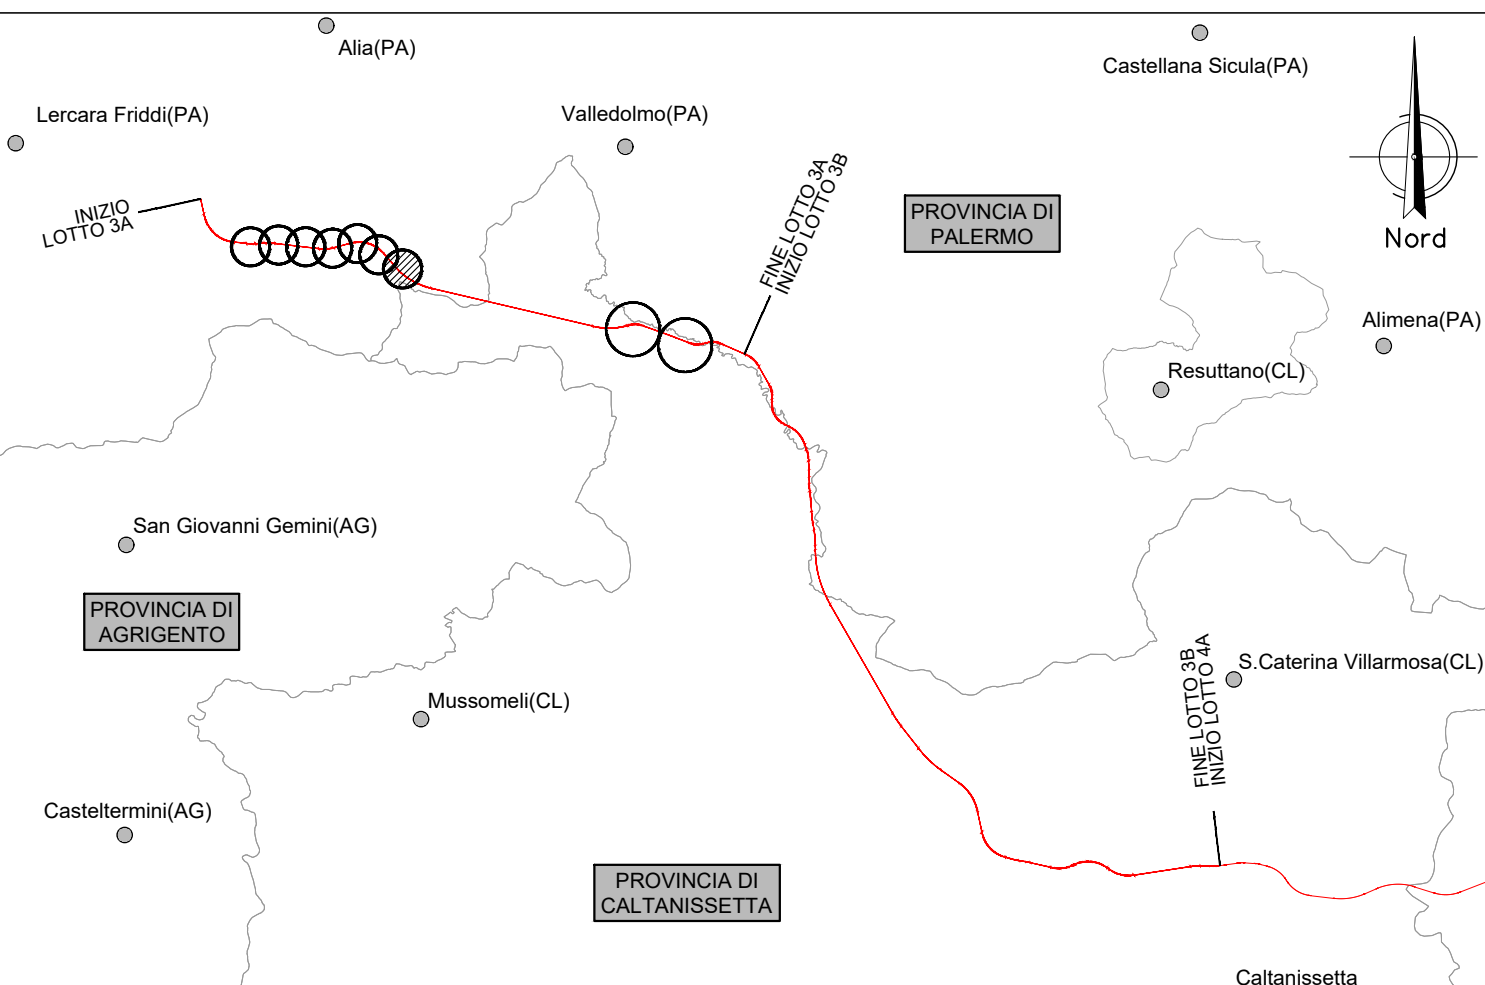 Alia(PA)
Castellana Sicula(PA)
Lercara Friddi(PA)
Valledolmo(PA)
INIZIO
LOTTO 3A
FINE LOTTO 3A
INIZIO LOTTO 3B
PROVINCIA DI
PALERMO
Nord
Alimena(PA)
Resuttano(CL)
San Giovanni Gemini(AG)
PROVINCIA DI
AGRIGENTO
FINE LOTTO 3B
INIZIO LOTTO 4A
S.Caterina Villarmosa(CL)
Mussomeli(CL)
Casteltermini(AG)
PROVINCIA DI
CALTANISSETTA
Caltanissetta